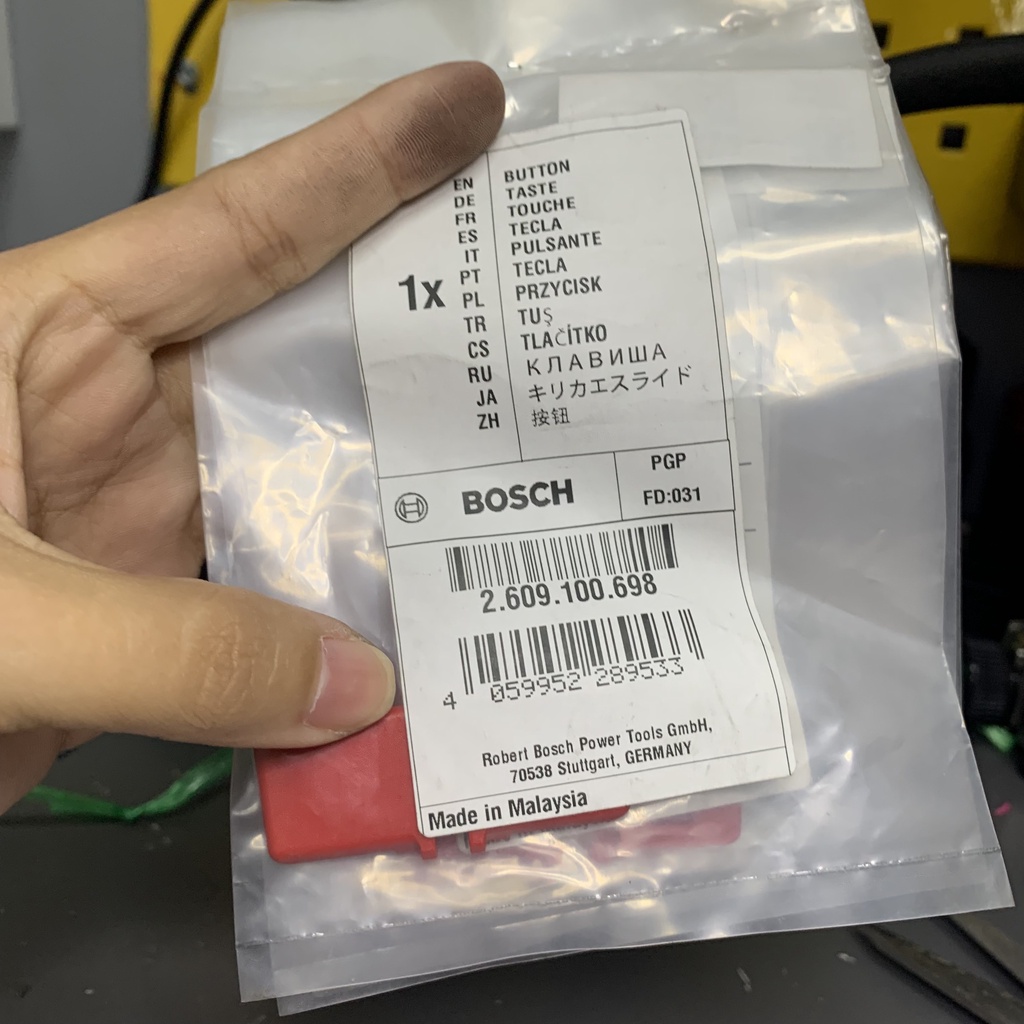 1x
EN BUTTON
DE TASTE
FR TOUCHE
ES TECLA
IT PULSANTE
PT TECLA
PL PRZYCISK
TR TUŞ
CS TLAČÍTKO
RU КЛАВИША
JA キリカエスライド
ZH 按钮
BOSCH
PGP
FD:031
2.609.100.698
4 059952 289533
Robert Bosch Power Tools GmbH,
70538 Stuttgart, GERMANY
Made in Malaysia